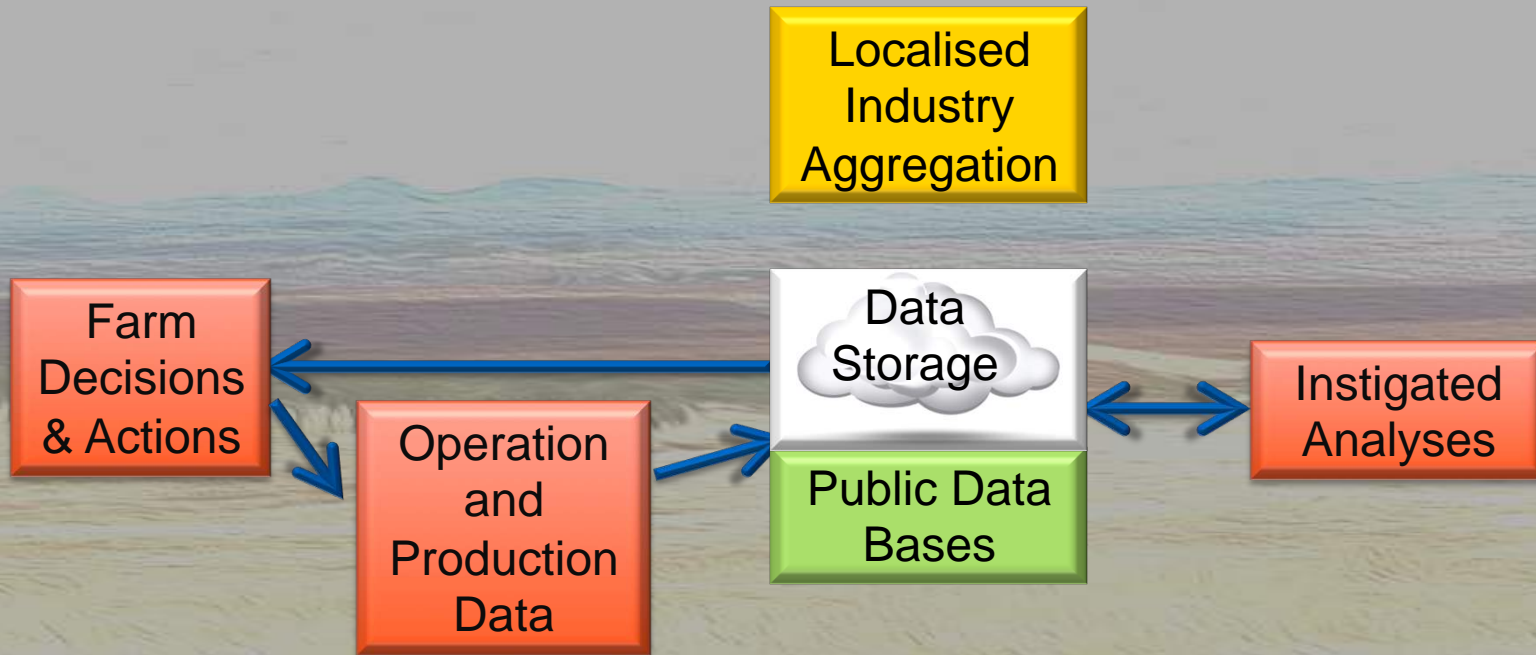 Localised
Industry
Aggregation
Farm
Decisions
& Actions
Operation
and
Production
Data
Data
Storage
Public Data
Bases
Instigated
Analyses